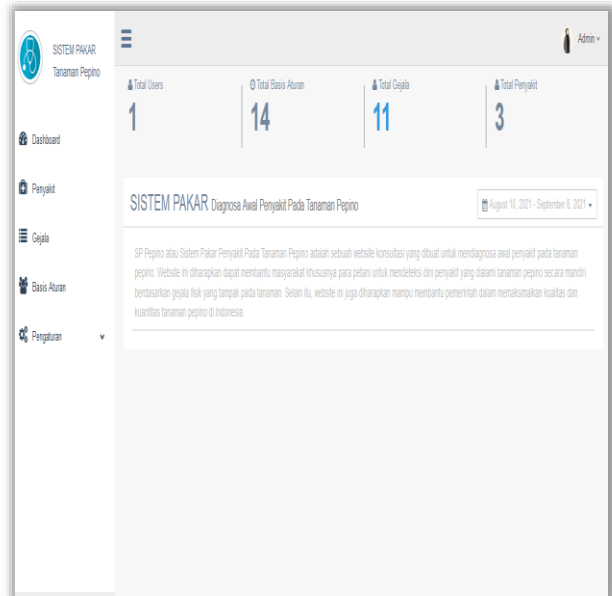 SISTEM PAKAR
Tanaman Pepino
Admin
Total Users
1
Total Basis Aturan
14
Total Gejala
11
Total Penyakit
3
Dashboard
Penyakit
Gejala
Basis Aturan
Pengaturan
SISTEM PAKAR Diagnosa Awal Penyakit Pada Tanaman Pepino
August 10, 2021 - September 8, 2021
SP Pepino atau Sistem Pakar Penyakit Pada Tanaman Pepino adalah sebuah website konsultasi yang dibuat untuk mendiagnosa awal penyakit pada tanaman
pepino. Website ini diharapkan dapat membantu masyarakat khususnya para petani untuk mendeteksi dini penyakit yang dialami tanaman pepino secara mandiri
berdasarkan gejala fisik yang tampak pada tanaman. Selain itu, website ini juga diharapkan mampu membantu pemerintah dalam memaksimalkan kualitas dan
kuantitas tanaman pepino di Indonesia.